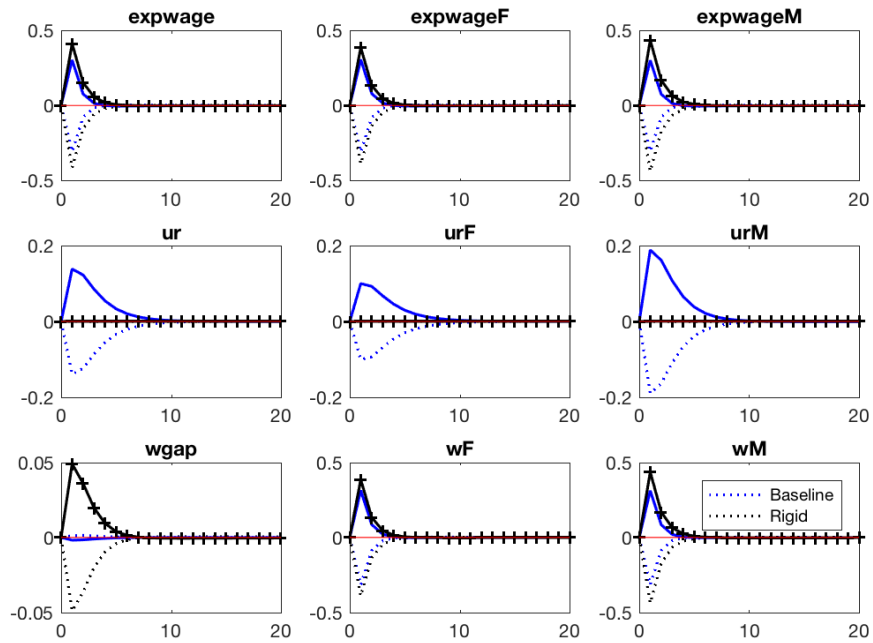 expwage expwageF expwageM
0.5 0.5 0.5
0 0 0
-0.5 -0.5 -0.5
0 10 20 0 10 20 0 10 20
ur urF urM
0.2 0.2 0.2
0 0 0
-0.2 -0.2 -0.2
0 10 20 0 10 20 0 10 20
wgap wF wM
0.05 0.5 0.5
Baseline
Rigid
0 0 0
-0.05 -0.5 -0.5
0 10 20 0 10 20 0 10 20